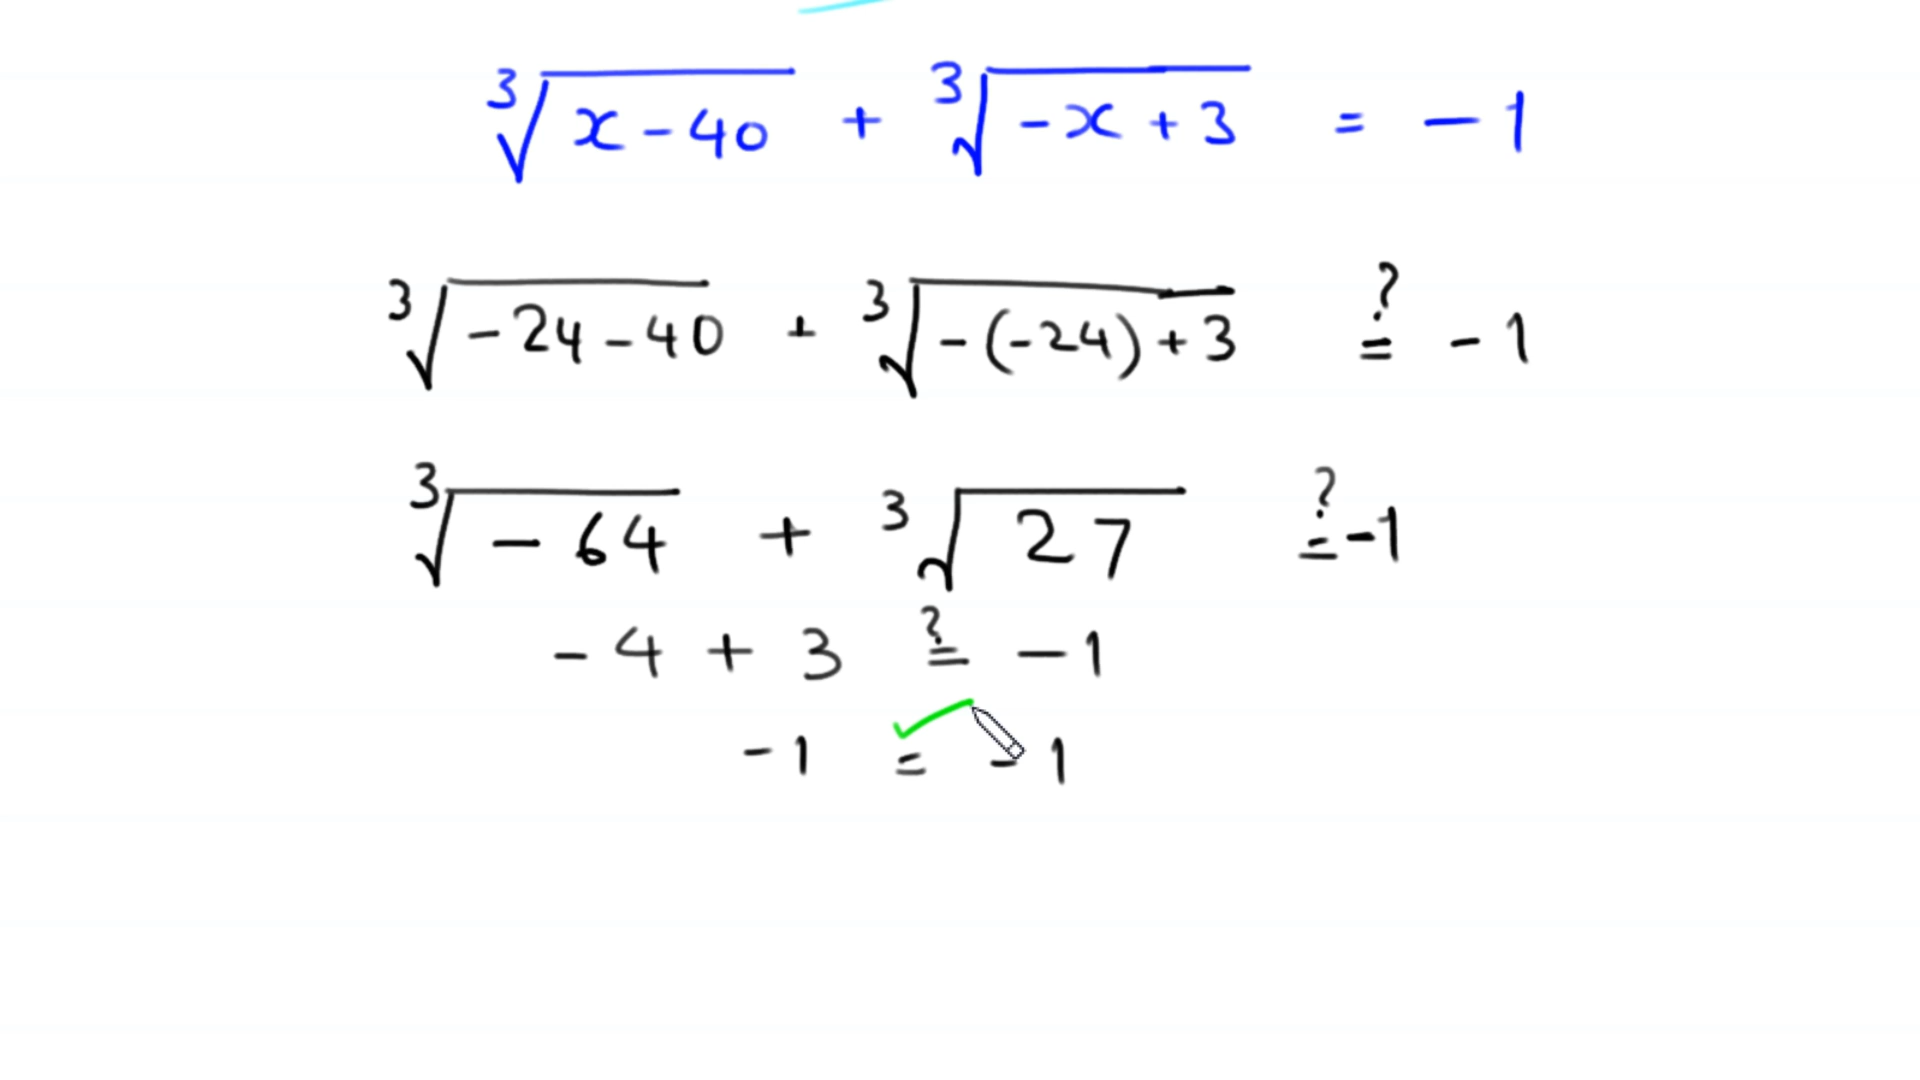 ∛(x-40) + ∛(-x+3) = -1
∛(-24-40) + ∛(-(-24)+3) ≟ -1
∛(-64) + ∛(27) ≟ -1
-4 + 3 ≟ -1
-1 = -1